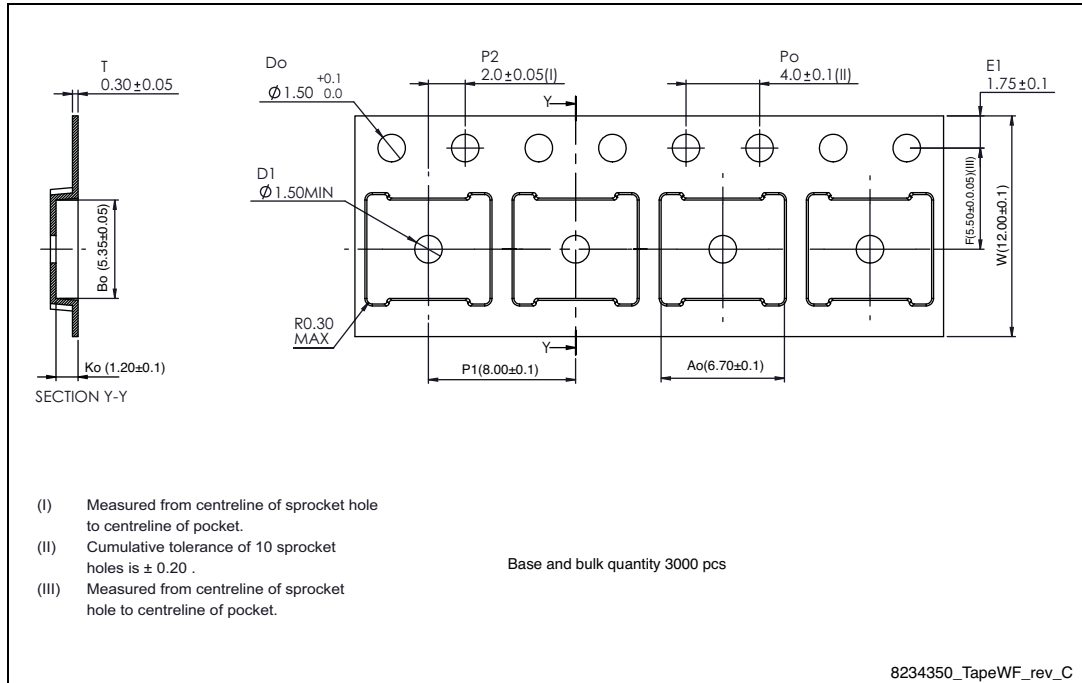 T
0.30±0.05
Do
+0.1
Ø1.50 0.0
P2
2.0±0.05(I)
Po
4.0±0.1(II)
E1
1.75±0.1
Y
D1
Ø1.50MIN
Bo (5.35±0.05)
F(5.50±0.0.05)(III)
W(12.00±0.1)
R0.30
MAX
Y
Ko (1.20±0.1)
P1(8.00±0.1)
Ao(6.70±0.1)
SECTION Y-Y
(I) Measured from centreline of sprocket hole
to centreline of pocket.
(II) Cumulative tolerance of 10 sprocket
holes is ± 0.20 .
(III) Measured from centreline of sprocket
hole to centreline of pocket.
Base and bulk quantity 3000 pcs
8234350_TapeWF_rev_C